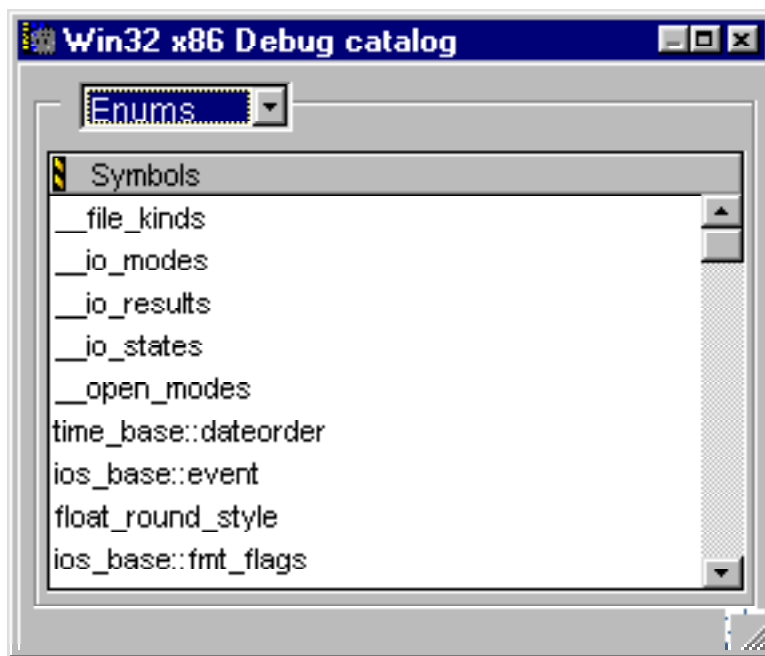 Win32 x86 Debug catalog
Enums
Symbols
__file_kinds
__io_modes
__io_results
__io_states
__open_modes
time_base::dateorder
ios_base::event
float_round_style
ios_base::fmt_flags